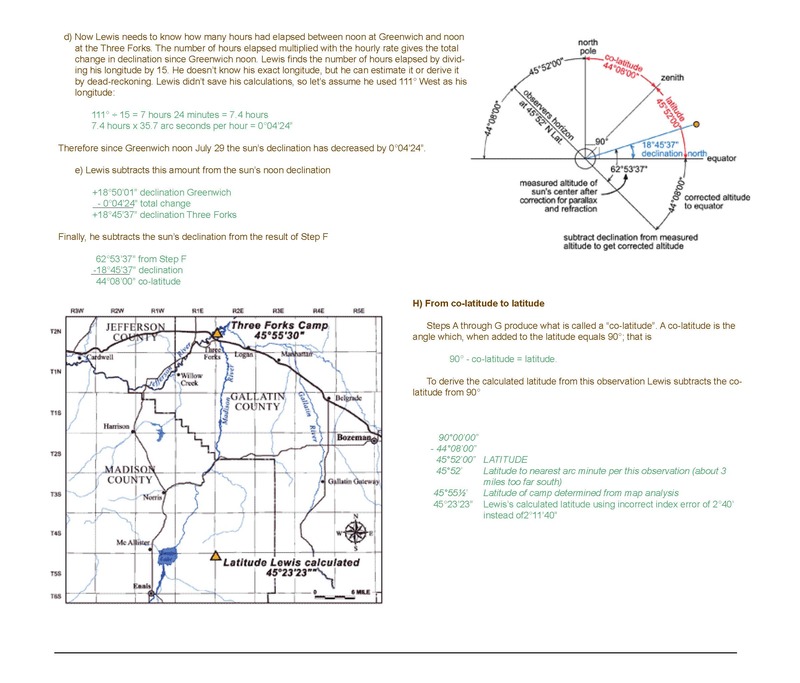 d) Now Lewis needs to know how many hours had elapsed between noon at Greenwich and noon
at the Three Forks. The number of hours elapsed multiplied with the hourly rate gives the total
change in declination since Greenwich noon. Lewis finds the number of hours elapsed by divid-
ing his longitude by 15. He doesn't know his exact longitude, but he can estimate it or derive it
by dead-reckoning. Lewis didn't save his calculations, so let's assume he used 111° West as his
longitude:
111° ÷ 15 = 7 hours 24 minutes = 7.4 hours
7.4 hours x 35.7 arc seconds per hour = 0°04'24"
Therefore since Greenwich noon July 29 the sun's declination has decreased by 0°04'24".
e) Lewis subtracts this amount from the sun's noon declination
+18°50'01" declination Greenwich
- 0°04'24" total change
+18°45'37" declination Three Forks
Finally, he subtracts the sun's declination from the result of Step F
62°53'37" from Step F
-18°45'37" declination
44°08'00" co-latitude
north
pole
co-latitude
44°08'00"
45°52'00"
zenith
latitude
45°52'00"
44°08'00"
observers horizon
at 45°52' N Lat.
90°
18°45'37"
declination north
equator
62°53'37"
measured altitude of
sun's center after
correction for parallax
and refraction
44°08'00"
corrected altitude
to equator
subtract declination from measured
altitude to get corrected altitude
R3W R2W R1W R1E R2E R3E R4E R5E
T2N
T1N
T1S
T2S
T3S
T4S
T5S
T6S
JEFFERSON
COUNTY
Three Forks Camp
45°55'30"
Cardwell
Three
Forks
Logan
Manhattan
Jefferson River
Willow
Creek
Madison River
GALLATIN
COUNTY
Gallatin River
Belgrade
Harrison
Bozeman
MADISON
COUNTY
Norris
Gallatin Gateway
N
W E
S
Mc Allister
Latitude Lewis calculated
45°23'23""
Ennis
0 6 MILE
H) From co-latitude to latitude
Steps A through G produce what is called a "co-latitude". A co-latitude is the
angle which, when added to the latitude equals 90°; that is
90° - co-latitude = latitude.
To derive the calculated latitude from this observation Lewis subtracts the co-
latitude from 90°
90°00'00"
- 44°08'00"
45°52'00" LATITUDE
45°52' Latitude to nearest arc minute per this observation (about 3
miles too far south)
45°55½' Latitude of camp determined from map analysis
45°23'23" Lewis's calculated latitude using incorrect index error of 2°40'
instead of2°11'40"